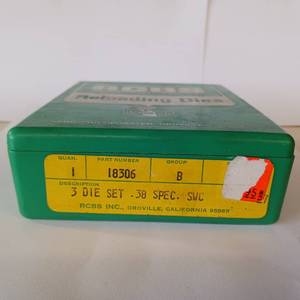 RCBS
Reloading Dies
QUAN. PART NUMBER GROUP
1 18306 B
DESCRIPTION
3 DIE SET .38 SPEC. SWC
RCBS INC., OROVILLE, CALIFORNIA 95965